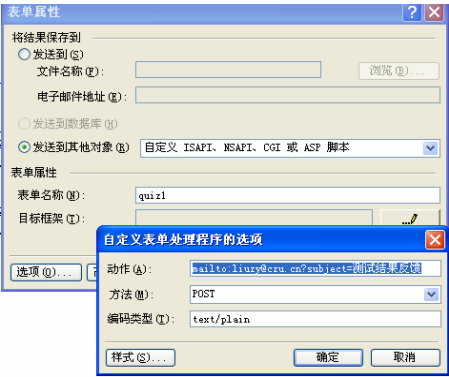 表单属性
将结果保存到
发送到(S)
文件名称(F):
浏览(B)...
电子邮件地址(E):
发送到数据库(H)
发送到其他对象(R) 自定义 ISAPI、NSAPI、CGI 或 ASP 脚本
表单属性
表单名称(N): quiz1
目标框架(T):
自定义表单处理程序的选项
选项(O)...
动作(A): mailto:liuzy@czu.cn?subject=测试结果反馈
方法(M): POST
编码类型(T): text/plain
样式(S)... 确定 取消